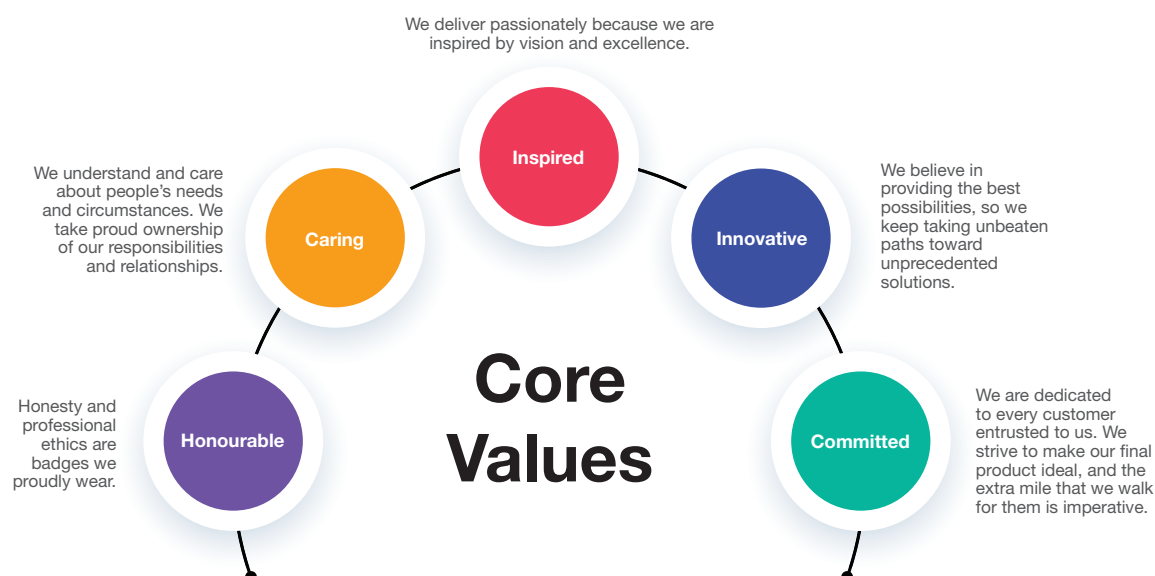 We deliver passionately because we are
inspired by vision and excellence.
Inspired
We understand and care
about people's needs
and circumstances. We
take proud ownership
of our responsibilities
and relationships.
Caring
Innovative
We believe in
providing the best
possibilities, so we
keep taking unbeaten
paths toward
unprecedented
solutions.
Core
Values
Honesty and
professional
ethics are
badges we
proudly wear.
Honourable
Committed
We are dedicated
to every customer
entrusted to us. We
strive to make our final
product ideal, and the
extra mile that we walk
for them is imperative.